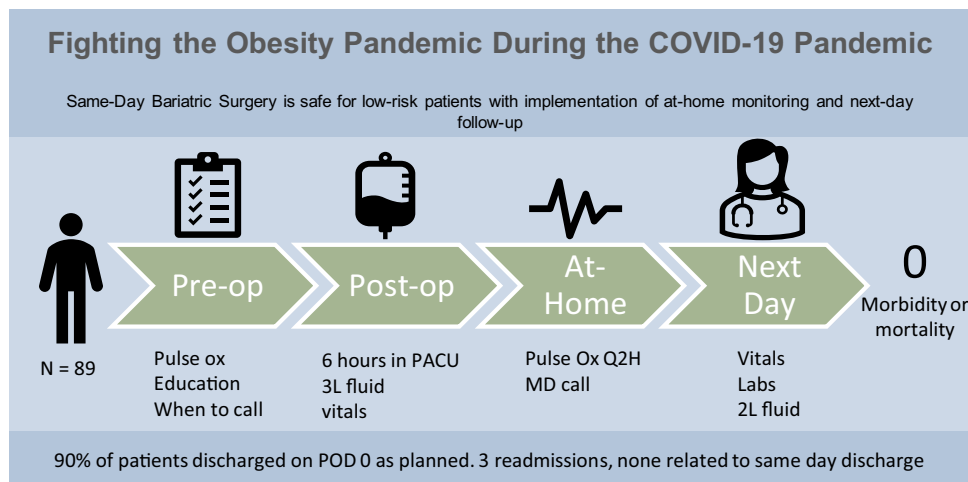 Fighting the Obesity Pandemic During the COVID-19 Pandemic
Same-Day Bariatric Surgery is safe for low-risk patients with implementation of at-home monitoring and next-day
follow-up
Pre-op
Post-op
At-
Home
Next
Day
0
Morbidity or
mortality
N = 89
Pulse ox
Education
When to call
6 hours in PACU
3L fluid
vitals
Pulse Ox Q2H
MD call
Vitals
Labs
2L fluid
90% of patients discharged on POD 0 as planned. 3 readmissions, none related to same day discharge